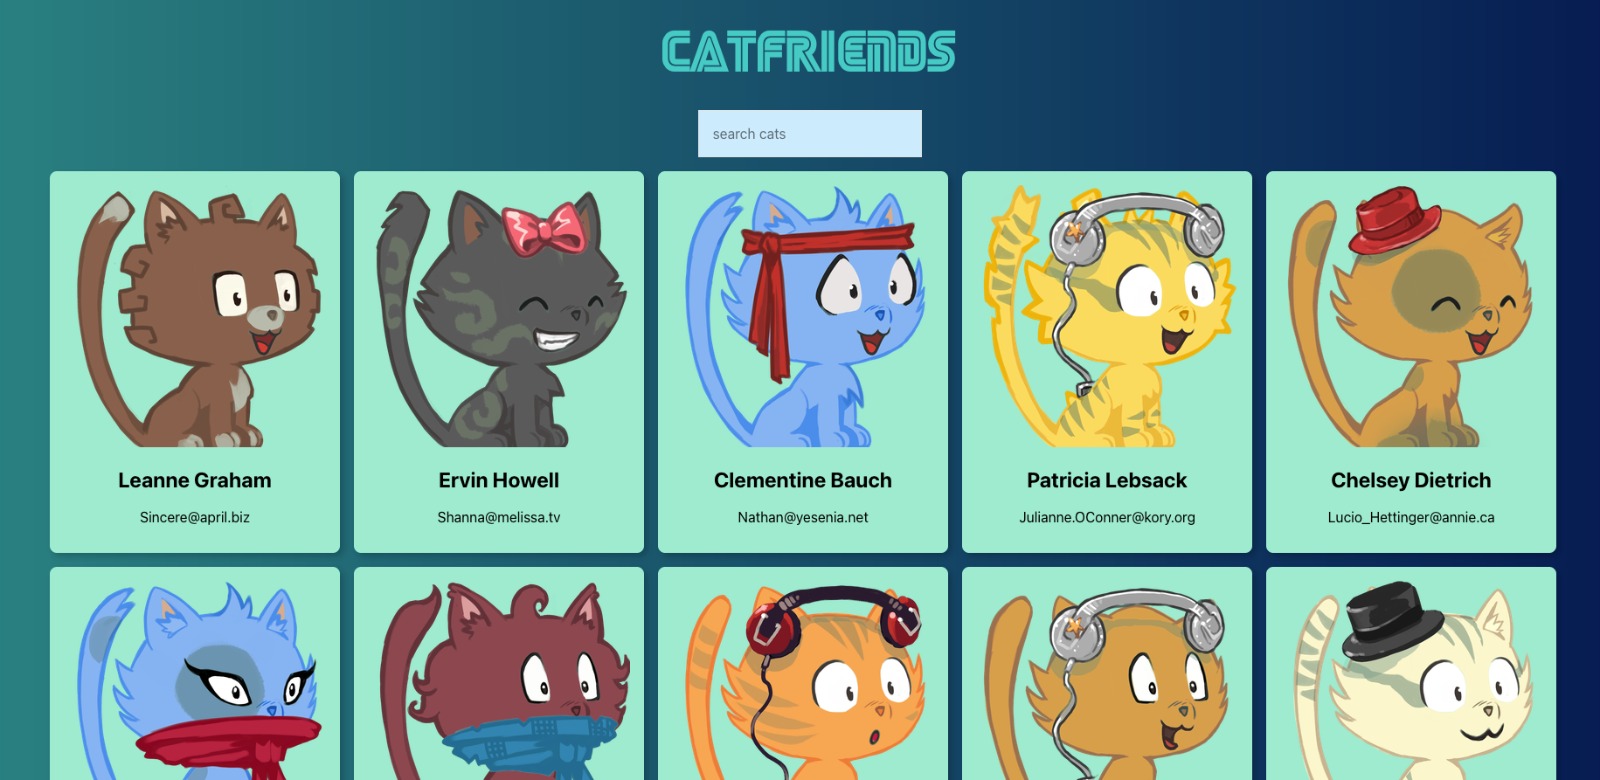 CATFRIENDS
search cats
Leanne Graham
Sincere@april.biz
Ervin Howell
Shanna@melissa.tv
Clementine Bauch
Nathan@yesenia.net
Patricia Lebsack
Julianne.OConner@kory.org
Chelsey Dietrich
Lucio_Hettinger@annie.ca